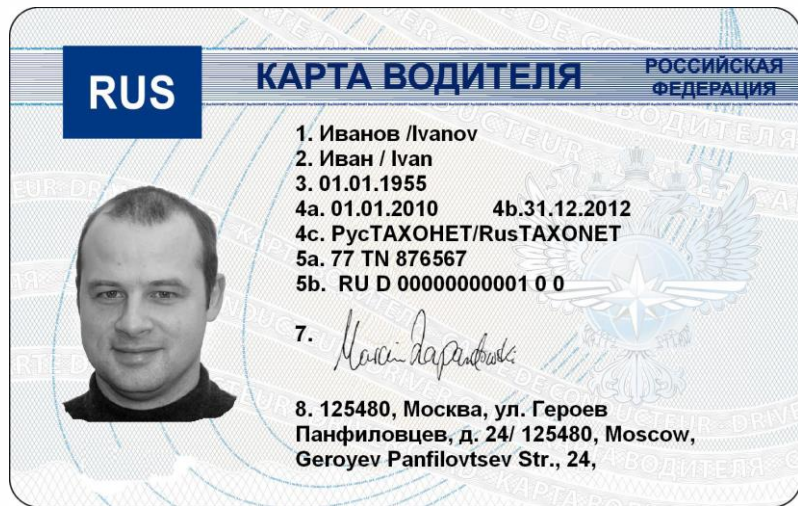 RUS
КАРТА ВОДИТЕЛЯ
РОССИЙСКАЯ
ФЕДЕРАЦИЯ
1. Иванов /Ivanov
2. Иван / Ivan
3. 01.01.1955
4a. 01.01.2010 4b.31.12.2012
4c. РусТАХОНЕТ/RusTAXONET
5a. 77 TN 876567
5b. RU D 00000000001 0 0
7.
8. 125480, Москва, ул. Героев
Панфиловцев, д. 24/ 125480, Moscow,
Geroyev Panfilovtsev Str., 24,